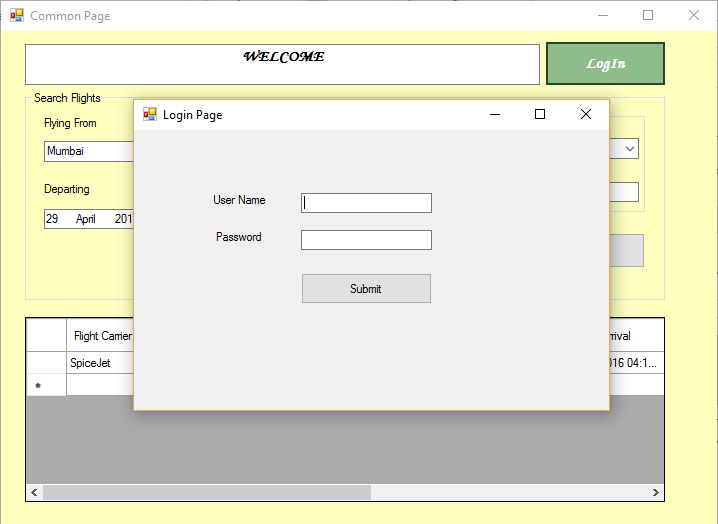 Common Page
WELCOME
LogIn
Search Flights
Flying From
Mumbai
Departing
29 April 201
Login Page
User Name
Password
Submit
Flight Carrier
rrival
SpiceJet
016 04:1...
*